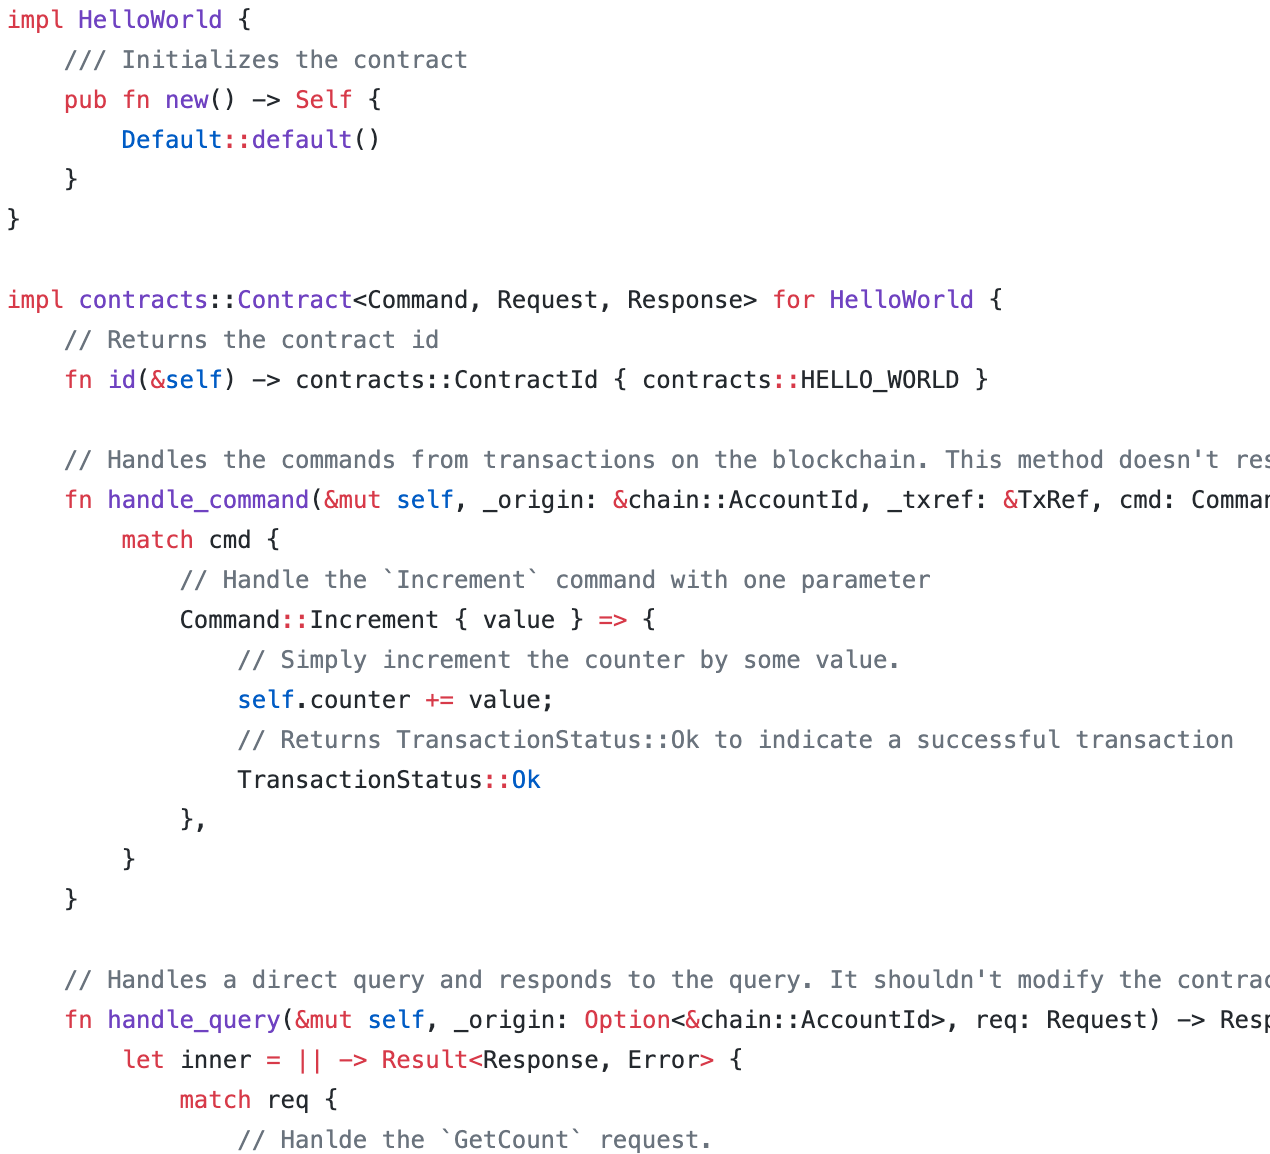 impl HelloWorld {
    /// Initializes the contract
    pub fn new() -> Self {
        Default::default()
    }
}

impl contracts::Contract<Command, Request, Response> for HelloWorld {
    // Returns the contract id
    fn id(&self) -> contracts::ContractId { contracts::HELLO_WORLD }

    // Handles the commands from transactions on the blockchain. This method doesn't
    fn handle_command(&mut self, _origin: &chain::AccountId, _txref: &TxRef, cmd:
        match cmd {
            // Handle the `Increment` command with one parameter
            Command::Increment { value } => {
                // Simply increment the counter by some value.
                self.counter += value;
                // Returns TransactionStatus::Ok to indicate a successful transaction
                TransactionStatus::Ok
            },
        }
    }

    // Handles a direct query and responds to the query. It shouldn't modify the
    fn handle_query(&mut self, _origin: Option<&chain::AccountId>, req: Request) ->
        let inner = || -> Result<Response, Error> {
            match req {
                // Hanlde the `GetCount` request.